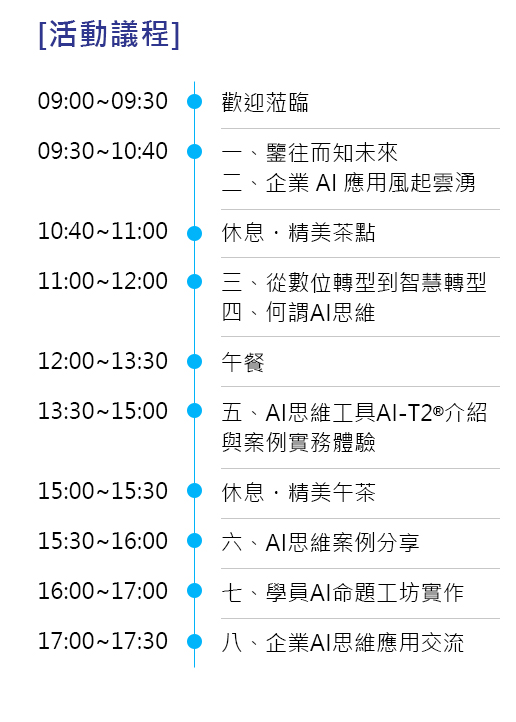 [活動議程]
09:00~09:30 歡迎蒞臨
09:30~10:40 一、鑒往而知未來
二、企業 AI 應用風起雲湧
10:40~11:00 休息・精美茶點
11:00~12:00 三、從數位轉型到智慧轉型
四、何謂AI思維
12:00~13:30 午餐
13:30~15:00 五、AI思維工具AI-T2®介紹
與案例實務體驗
15:00~15:30 休息・精美午茶
15:30~16:00 六、AI思維案例分享
16:00~17:00 七、學員AI命題工坊實作
17:00~17:30 八、企業AI思維應用交流